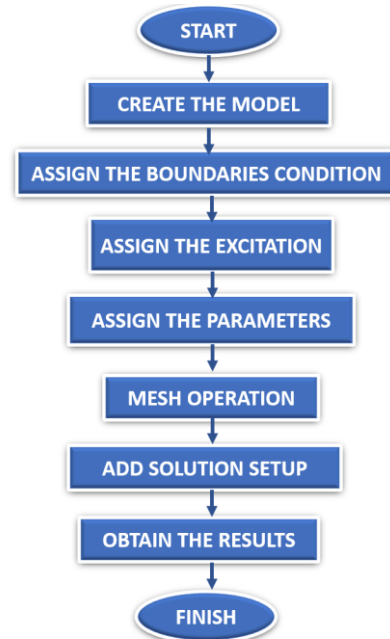 START
CREATE THE MODEL
ASSIGN THE BOUNDARIES CONDITION
ASSIGN THE EXCITATION
ASSIGN THE PARAMETERS
MESH OPERATION
ADD SOLUTION SETUP
OBTAIN THE RESULTS
FINISH